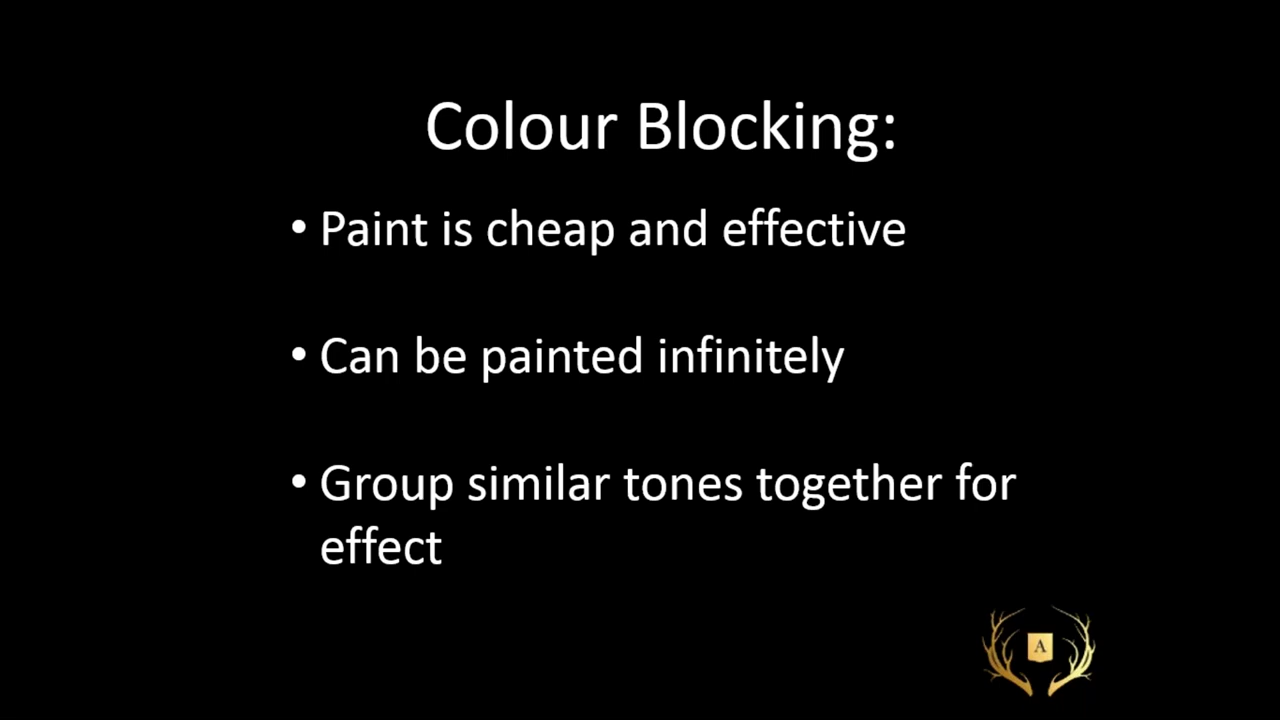 Colour Blocking:
• Paint is cheap and effective
• Can be painted infinitely
• Group similar tones together for
effect
A